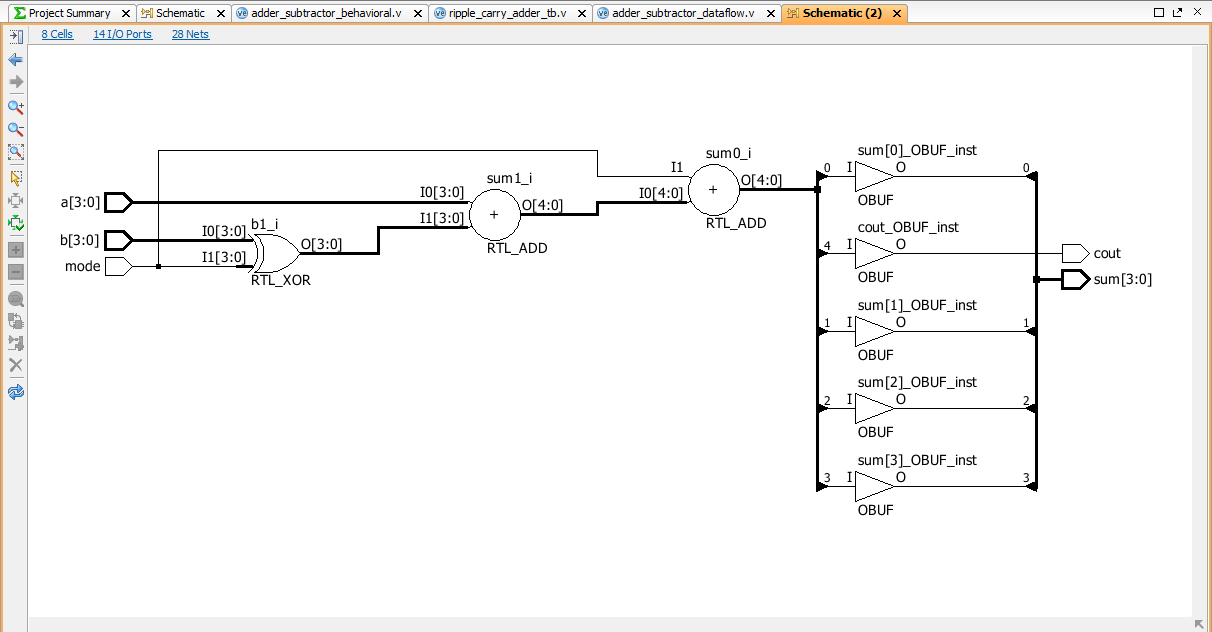 Project Summary
Schematic
adder_subtractor_behavioral.v
ripple_carry_adder_tb.v
adder_subtractor_dataflow.v
Schematic (2)
8 Cells
14 I/O Ports
28 Nets
a[3:0]
b[3:0]
mode
I0[3:0]
b1_i
I1[3:0]
O[3:0]
RTL_XOR
sum1_i
I0[3:0]
I1[3:0]
+
O[4:0]
RTL_ADD
sum0_i
I1
I0[4:0]
+
O[4:0]
RTL_ADD
sum[0]_OBUF_inst
0 I O 0
OBUF
cout_OBUF_inst
4 I O
OBUF
cout
sum[3:0]
sum[1]_OBUF_inst
1 I O 1
OBUF
sum[2]_OBUF_inst
2 I O 2
OBUF
sum[3]_OBUF_inst
3 I O 3
OBUF